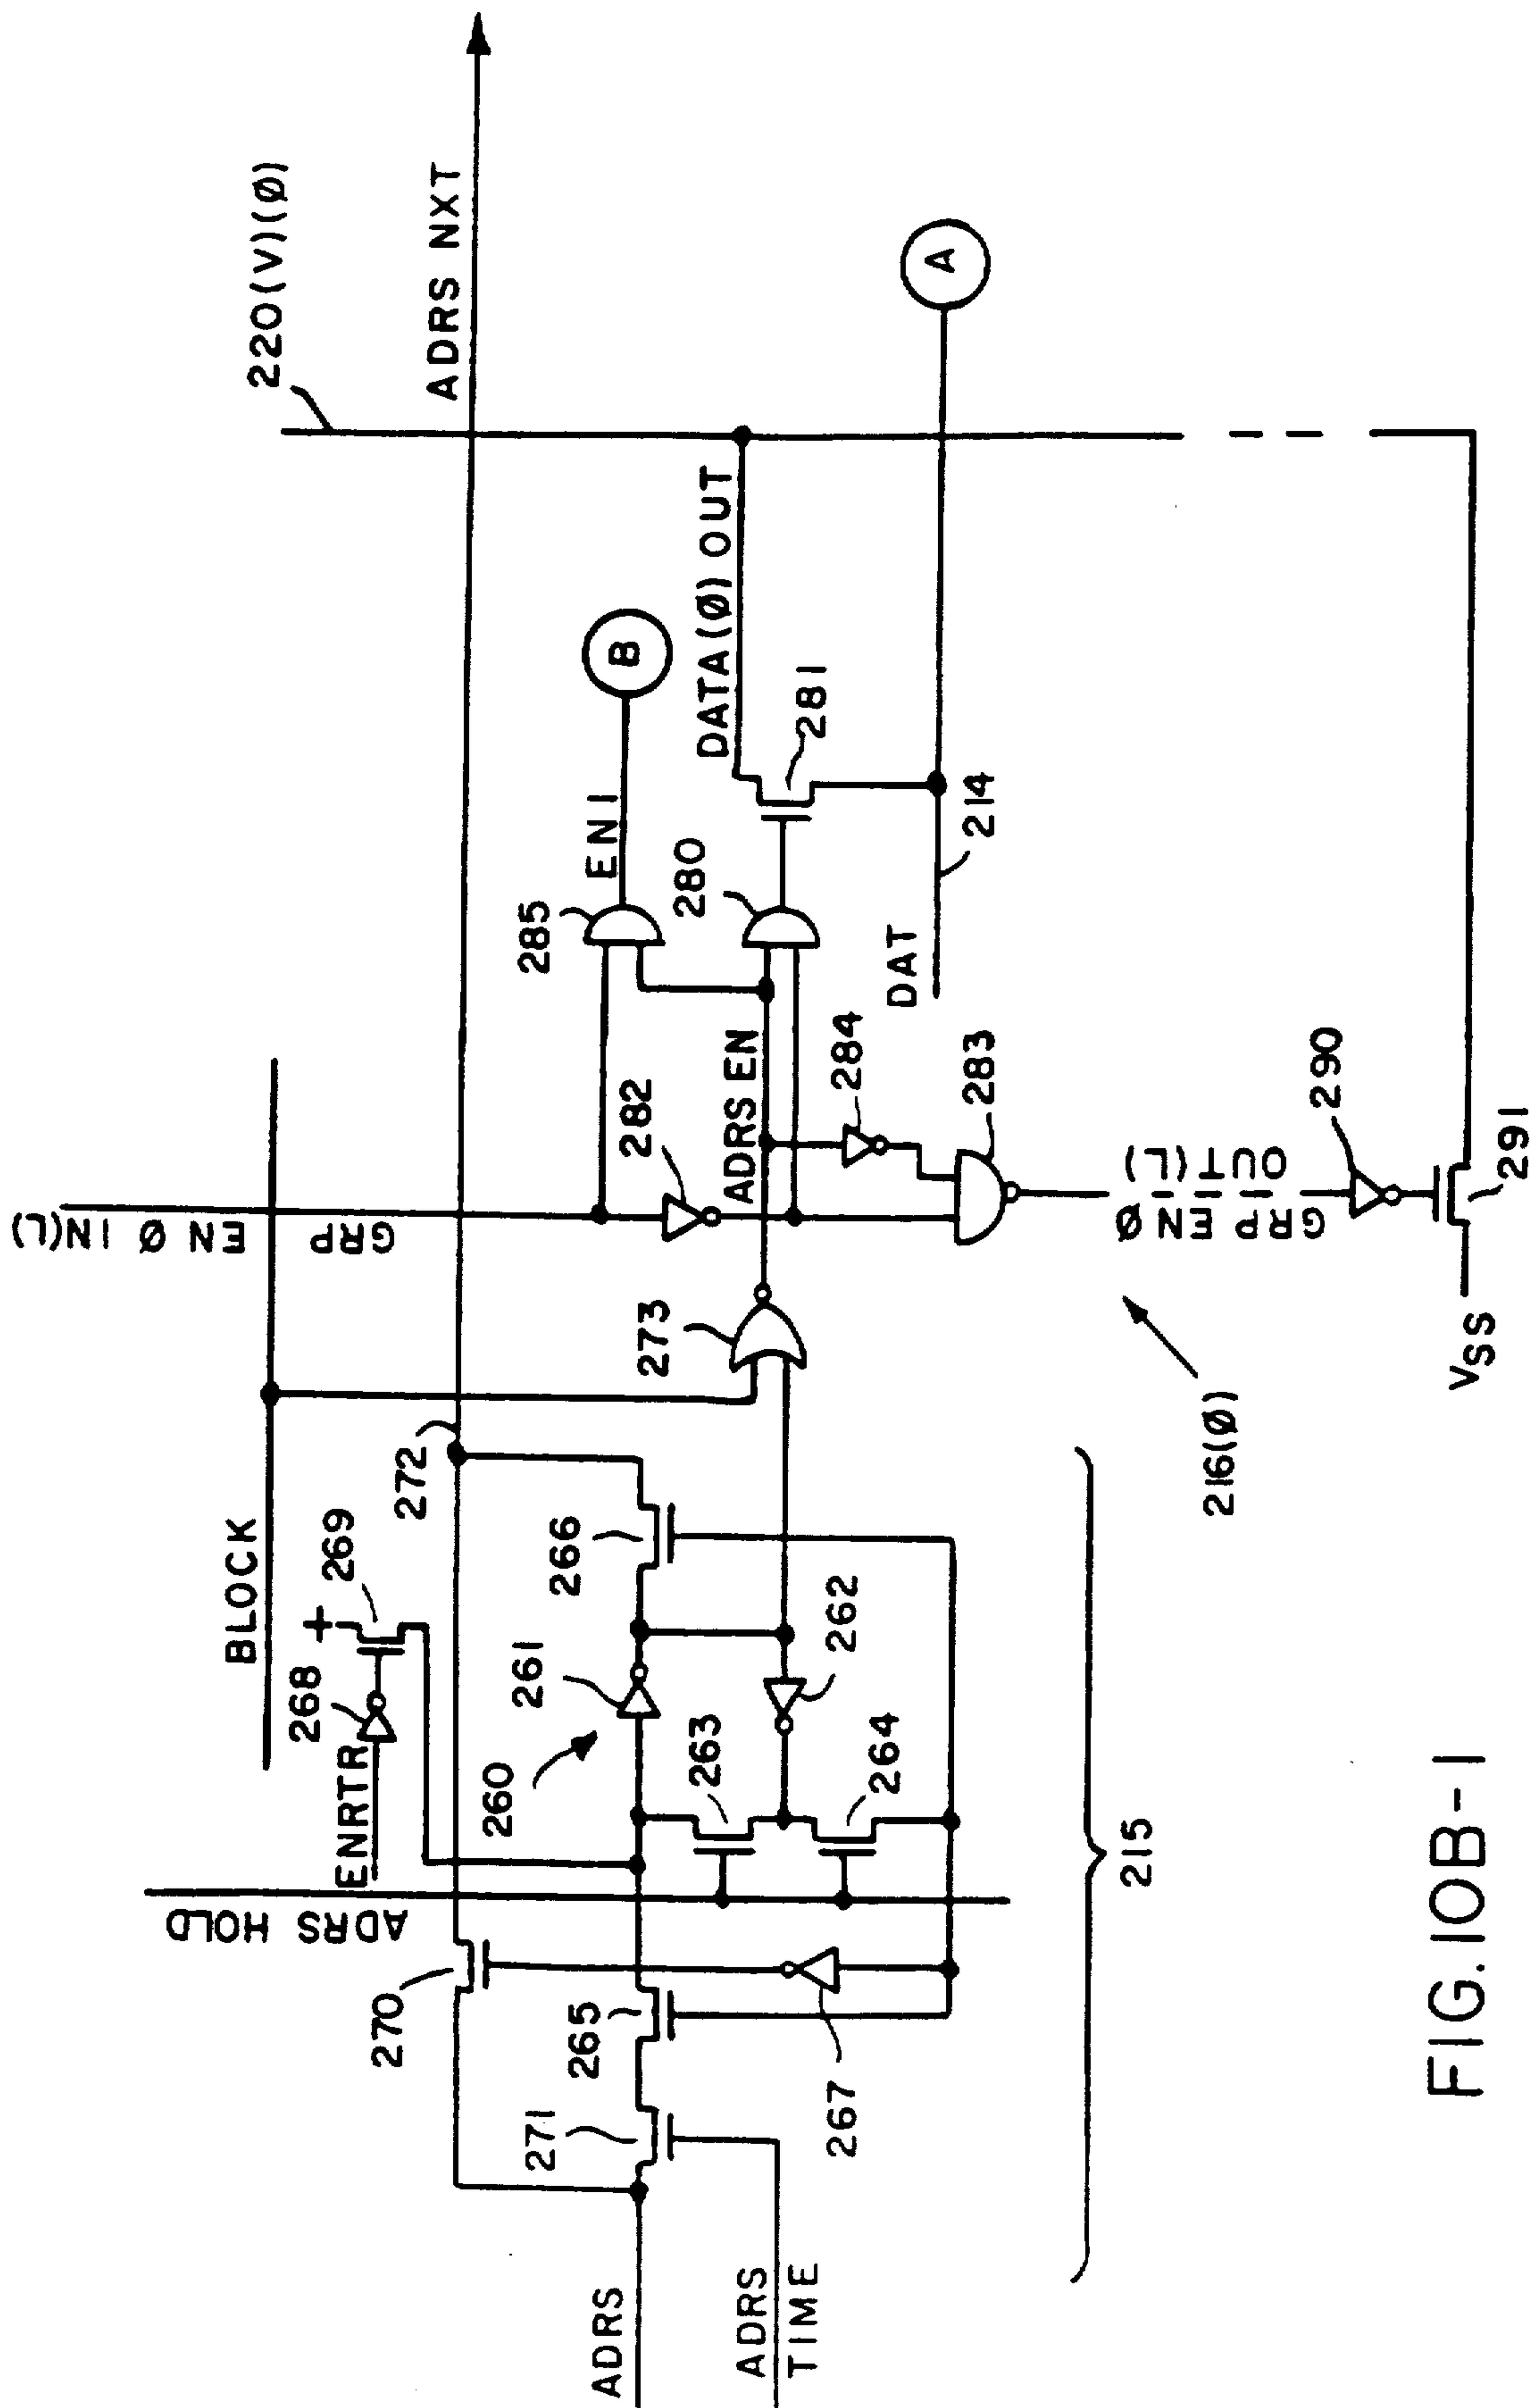 220(V)(Ø)
ADRS NXT
A
B
EN 1
DATA(Ø) OUT
281
285
280
214
DAT
GRP EN Ø IN(L)
282
ADRS EN
284
283
GRP EN Ø OUT(L)
290
291
VSS
216(Ø)
273
BLOCK
272
269
268
ENRTR
266
261
262
260
263
264
ADRS HOLD
270
265
271
267
215
ADRS
ADRS TIME
FIG. 10B-1